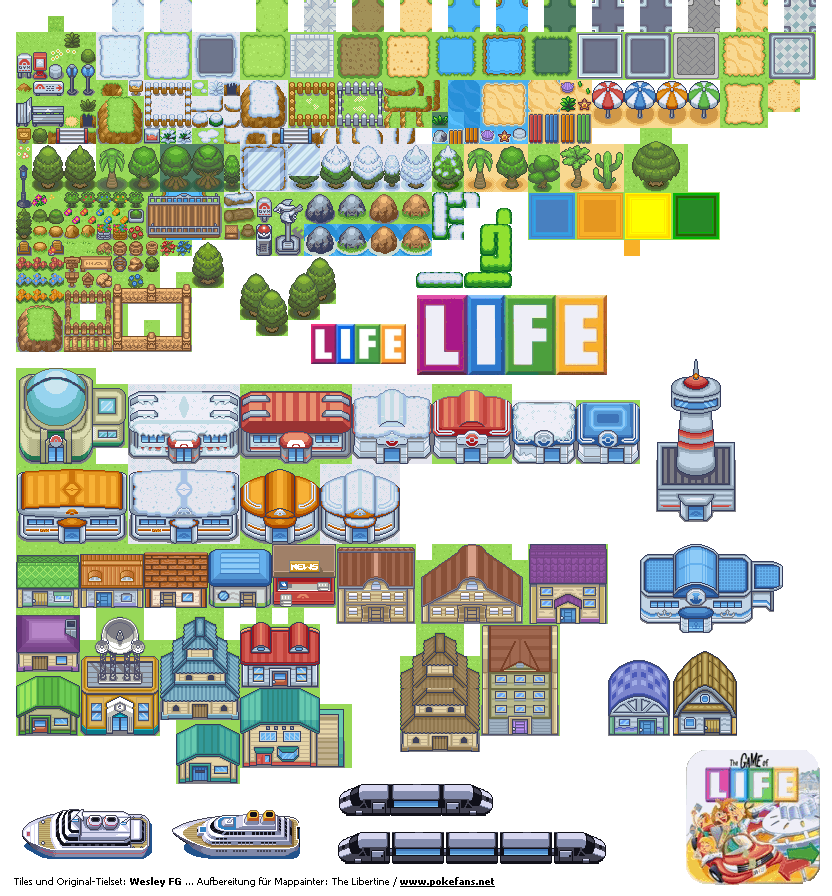 LIFE
LIFE
NEWS
The GAME of
LIFE
Tiles und Original-Tileset: Wesley FG ... Aufbereitung für Mappainter: The Libertine / www.pokefans.net